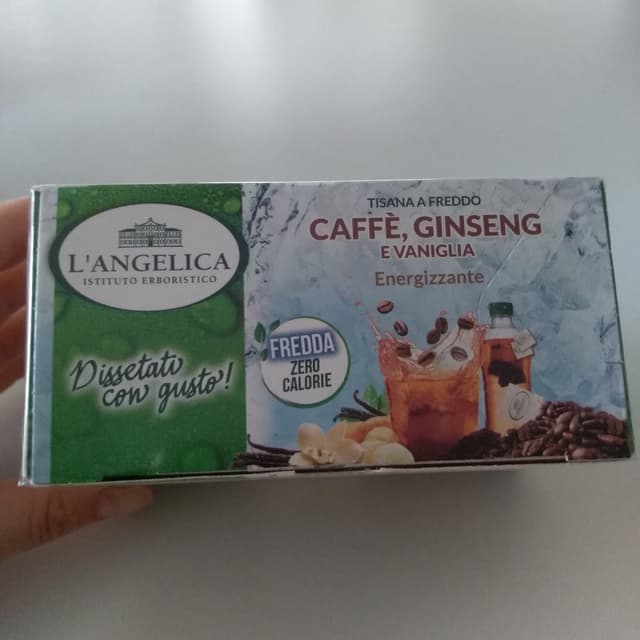 L'ANGELICA
ISTITUTO ERBORISTICO
Dissetati
con gusto!
TISANA A FREDDO
CAFFÈ, GINSENG
E VANIGLIA
Energizzante
FREDDA
ZERO
CALORIE